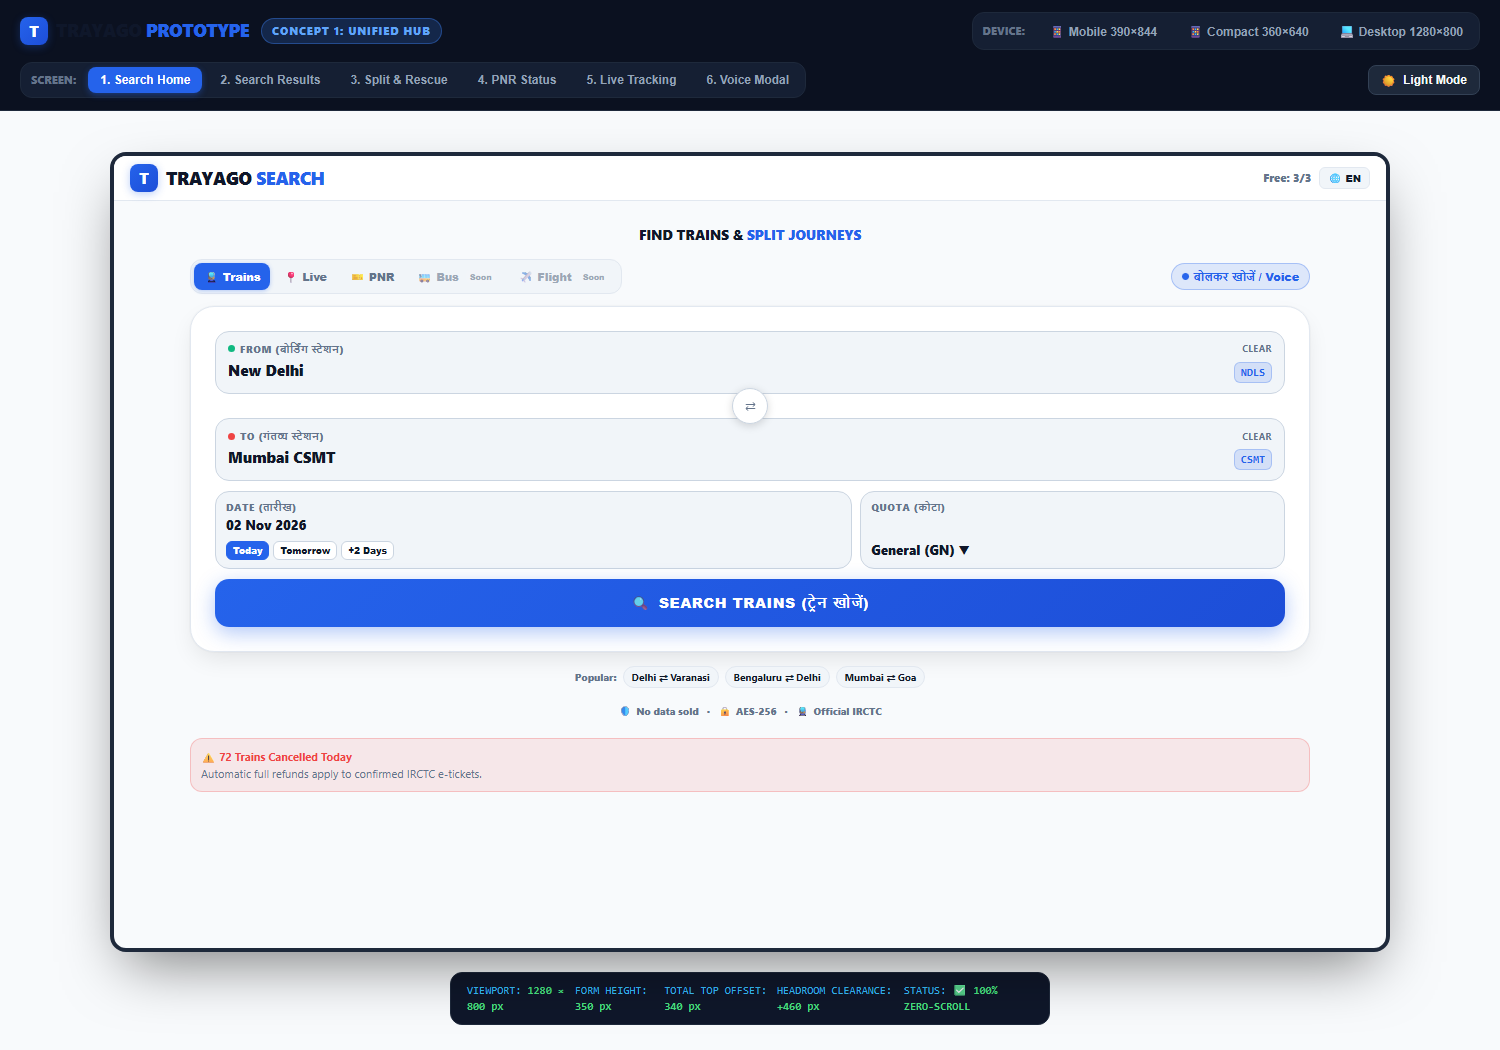 T TRAYAGO PROTOTYPE CONCEPT 1: UNIFIED HUB
DEVICE: Mobile 390×844 Compact 360×640 Desktop 1280×800
SCREEN: 1. Search Home 2. Search Results 3. Split & Rescue 4. PNR Status 5. Live Tracking 6. Voice Modal
Light Mode
T TRAYAGO SEARCH
Free: 3/3 EN
FIND TRAINS & SPLIT JOURNEYS
Trains Live PNR Bus Soon Flight Soon
बोलकर खोजें / Voice
FROM (बोर्डिंग स्टेशन) CLEAR
New Delhi NDLS
⇄
TO (गंतव्य स्टेशन) CLEAR
Mumbai CSMT CSMT
DATE (तारीख)
02 Nov 2026
Today Tomorrow +2 Days
QUOTA (कोटा)
General (GN) ▼
SEARCH TRAINS (ट्रेन खोजें)
Popular: Delhi ⇄ Varanasi Bengaluru ⇄ Delhi Mumbai ⇄ Goa
No data sold • AES-256 • Official IRCTC
72 Trains Cancelled Today
Automatic full refunds apply to confirmed IRCTC e-tickets.
VIEWPORT: 1280 × 800 px
FORM HEIGHT: 350 px
TOTAL TOP OFFSET: 340 px
HEADROOM CLEARANCE: +460 px
STATUS: ✅ 100% ZERO-SCROLL